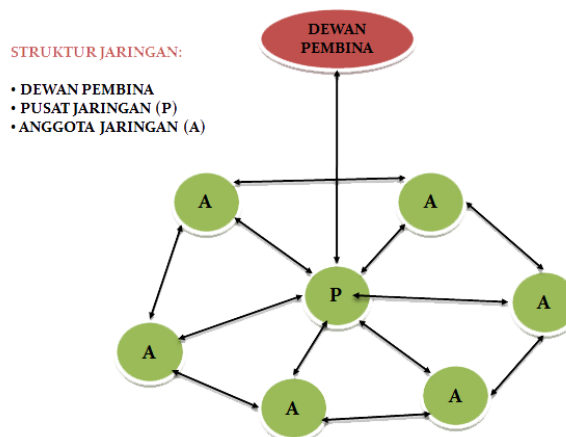 DEWAN
PEMBINA
STRUKTUR JARINGAN:
• DEWAN PEMBINA
• PUSAT JARINGAN (P)
• ANGGOTA JARINGAN (A)
A
A
P
A
A
A
A